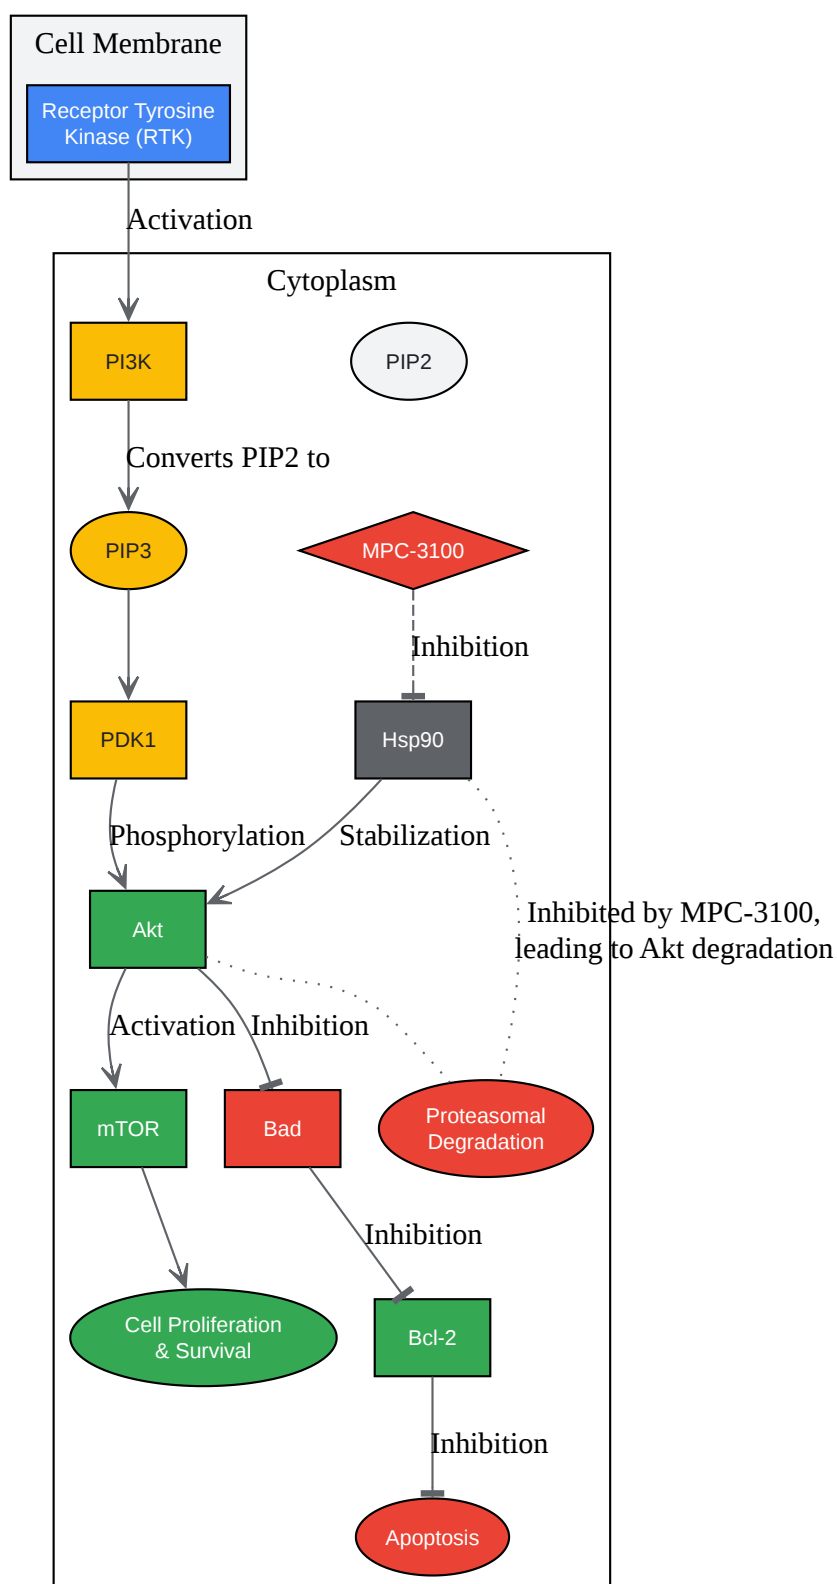 Cell Membrane
Receptor Tyrosine
Kinase (RTK)
Activation
Cytoplasm
PI3K
PIP2
Converts PIP2 to
PIP3
MPC-3100
Inhibition
PDK1
Hsp90
Phosphorylation
Stabilization
Inhibited by MPC-3100,
leading to Akt degradation
Akt
Activation
Inhibition
mTOR
Bad
Proteasomal
Degradation
Inhibition
Cell Proliferation
& Survival
Bcl-2
Inhibition
Apoptosis